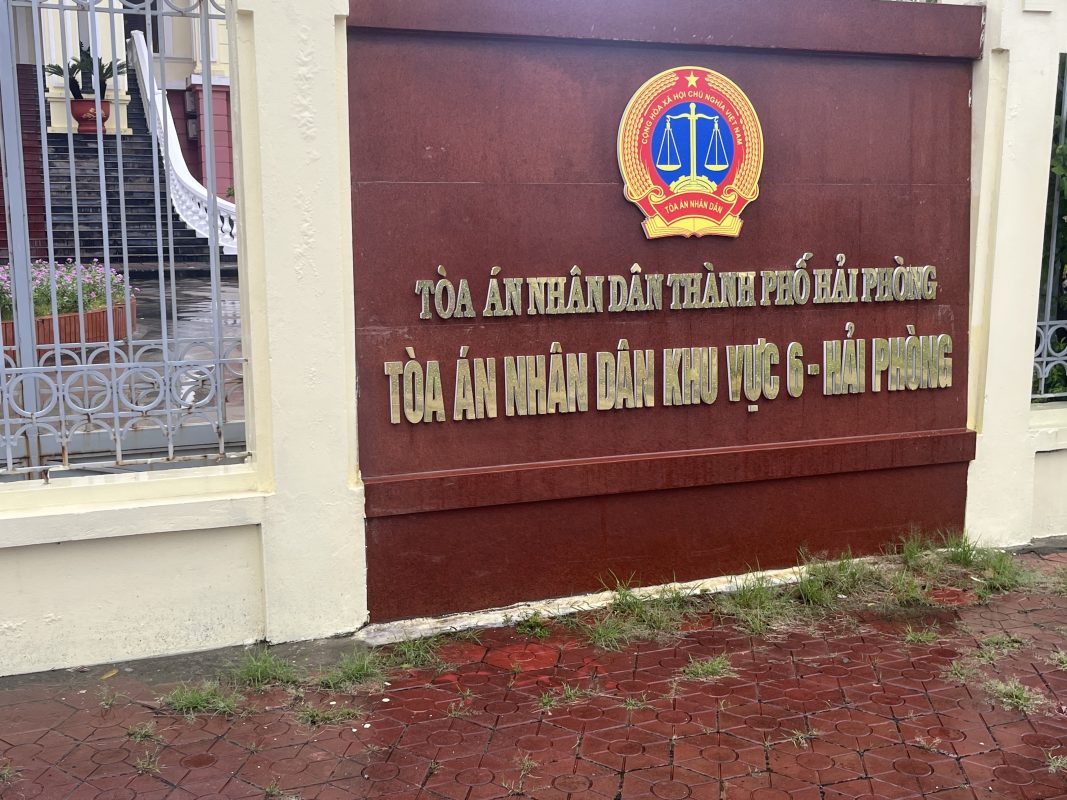 CỘNG HÒA XÃ HỘI CHỦ NGHĨA VIỆT NAM
TÒA ÁN NHÂN DÂN
TÒA ÁN NHÂN DÂN THÀNH PHỐ HẢI PHÒNG
TÒA ÁN NHÂN DÂN KHU VỰC 6 - HẢI PHÒNG